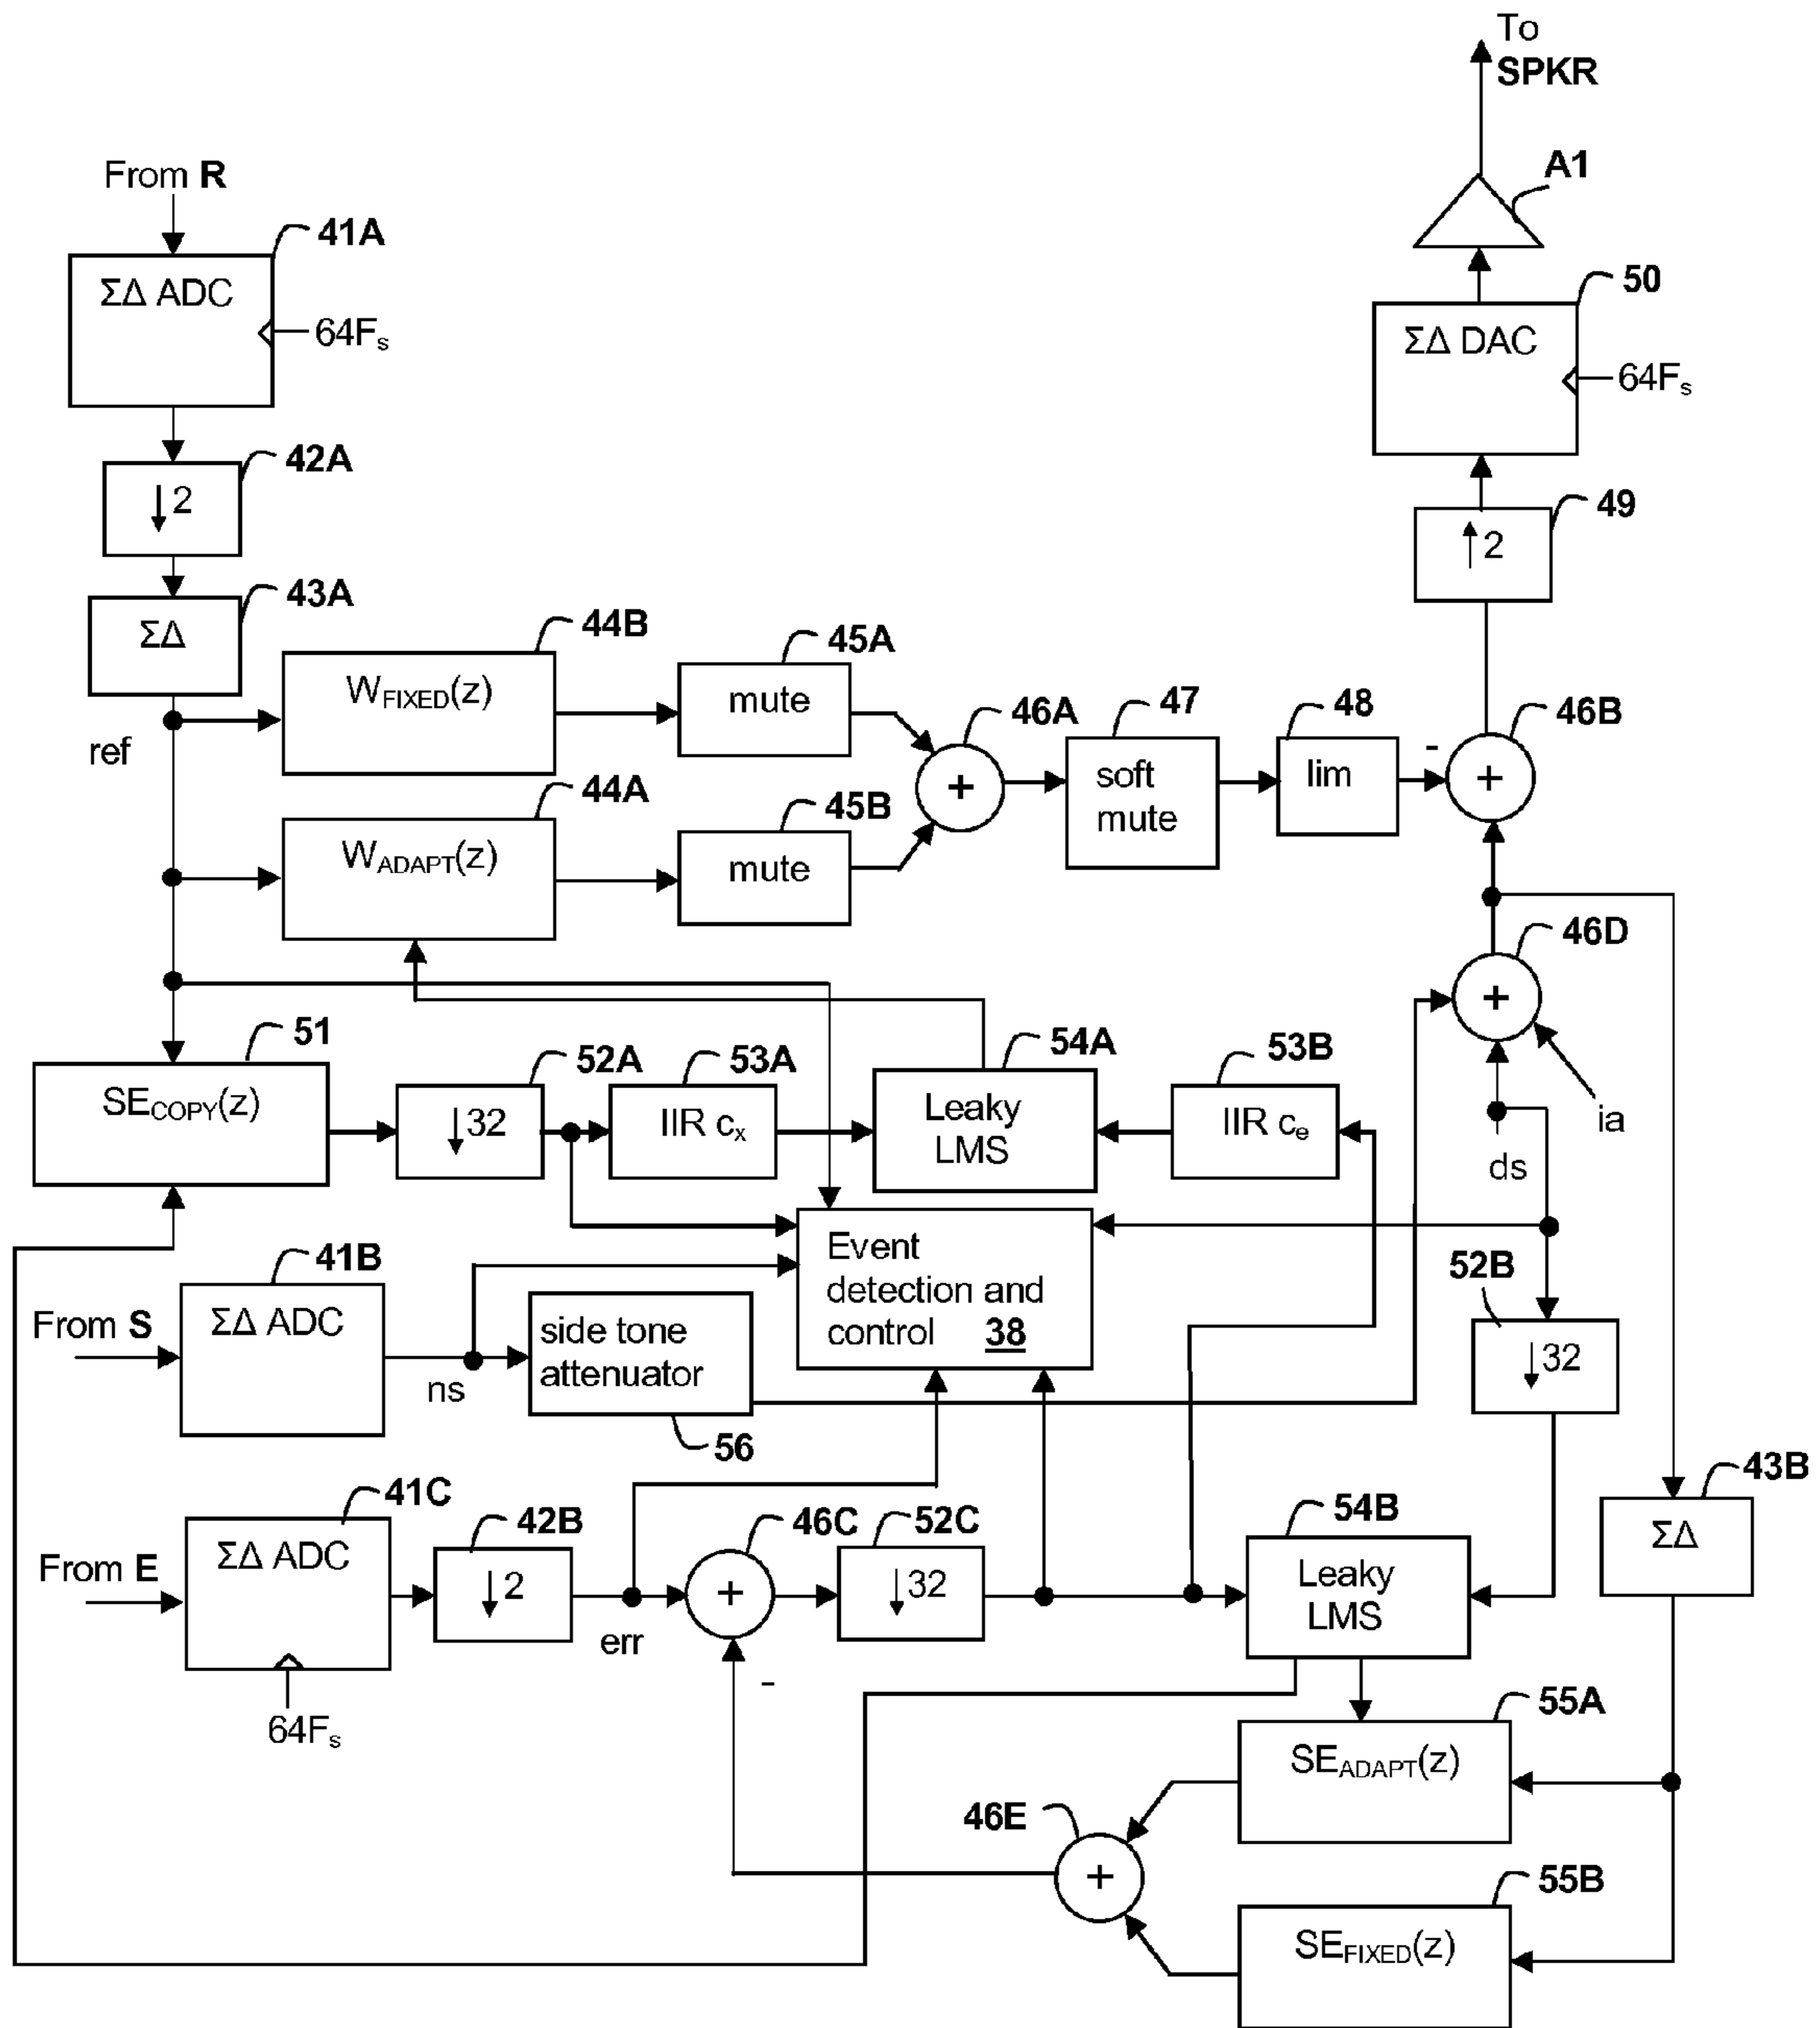 To
SPKR
From R
A1
41A
ΣΔ ADC
64Fs
50
ΣΔ DAC
64Fs
42A
↓2
49
↑2
43A
ΣΔ
44B
WFIXED(z)
45A
mute
46A
+
47
soft
mute
48
lim
-
46B
+
ref
44A
WADAPT(z)
45B
mute
46D
+
ia
ds
51
SECOPY(z)
52A
↓32
53A
IIR cx
54A
Leaky
LMS
53B
IIR ce
41B
From S
ΣΔ ADC
ns
side tone
attenuator
56
Event
detection and
control 38
52B
↓32
43B
ΣΔ
41C
From E
ΣΔ ADC
64Fs
42B
↓2
err
46C
+
-
52C
↓32
54B
Leaky
LMS
55A
SEADAPT(z)
46E
+
55B
SEFIXED(z)